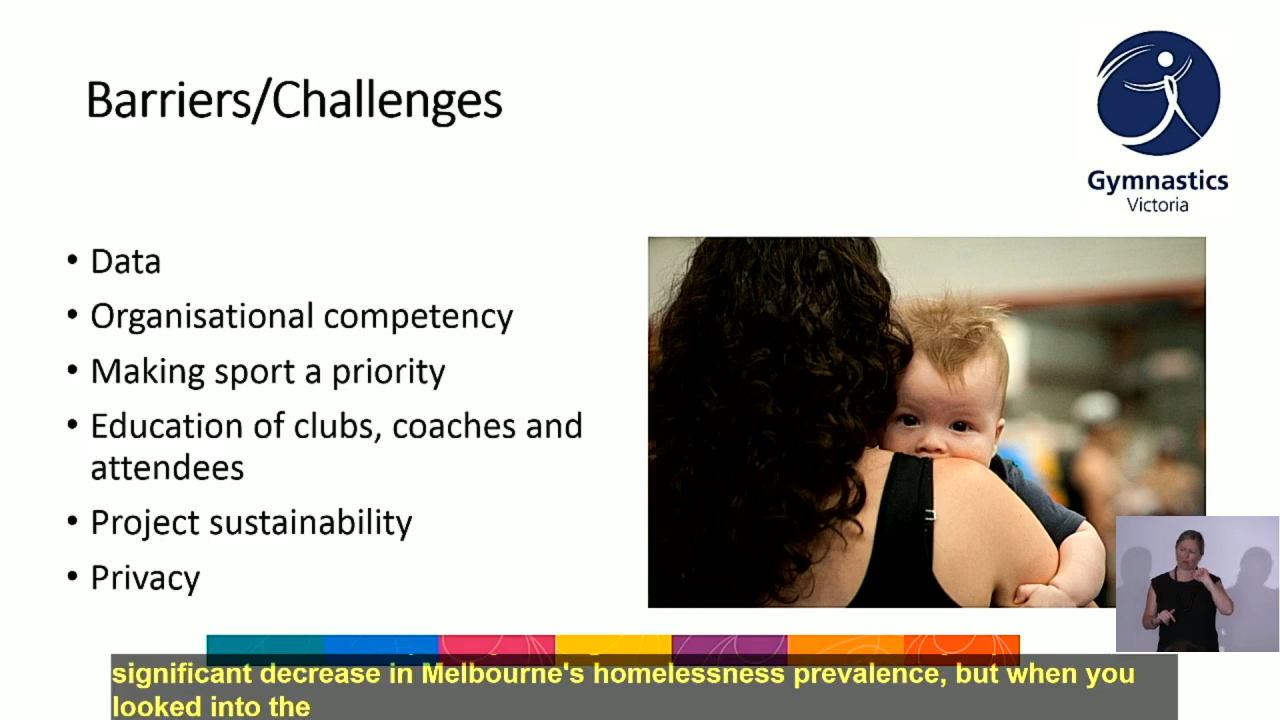 Barriers/Challenges
Gymnastics
Victoria
• Data
• Organisational competency
• Making sport a priority
• Education of clubs, coaches and
attendees
• Project sustainability
• Privacy
significant decrease in Melbourne's homelessness prevalence, but when you
looked into the